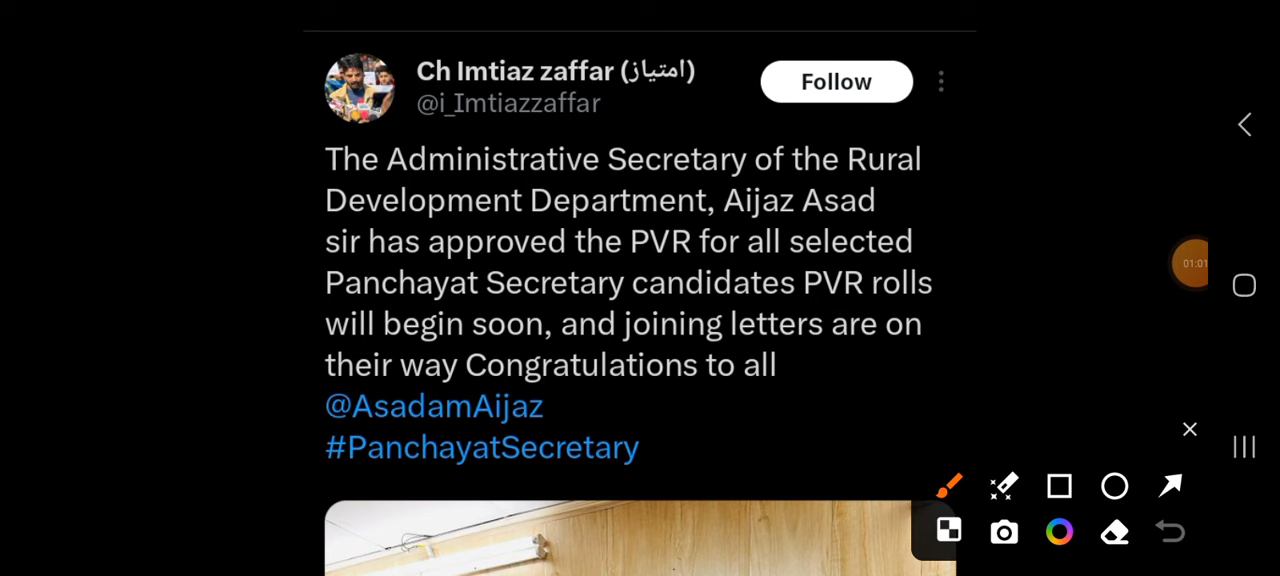 Ch Imtiaz zaffar (امتیاز)
@i_Imtiazzaffar
Follow
The Administrative Secretary of the Rural
Development Department, Aijaz Asad
sir has approved the PVR for all selected
Panchayat Secretary candidates PVR rolls
will begin soon, and joining letters are on
their way Congratulations to all
@AsadamAijaz
#PanchayatSecretary
01:01